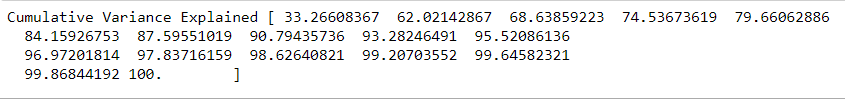 Cumulative Variance Explained [ 33.26608367 62.02142867 68.63859223 74.53673619 79.66062886
84.15926753 87.59551019 90.79435736 93.28246491 95.52086136
96.97201814 97.83716159 98.62640821 99.20703552 99.64582321
99.86844192 100. ]